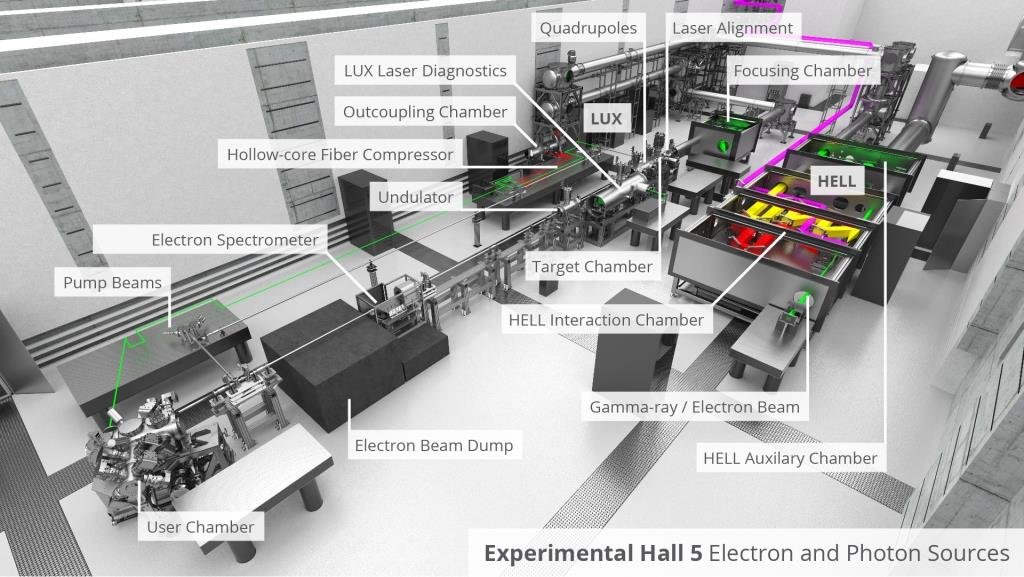 Quadrupoles
Laser Alignment
LUX Laser Diagnostics
Focusing Chamber
Outcoupling Chamber
LUX
Hollow-core Fiber Compressor
HELL
Undulator
Electron Spectrometer
Target Chamber
Pump Beams
HELL Interaction Chamber
Gamma-ray / Electron Beam
Electron Beam Dump
HELL Auxilary Chamber
User Chamber
Experimental Hall 5 Electron and Photon Sources